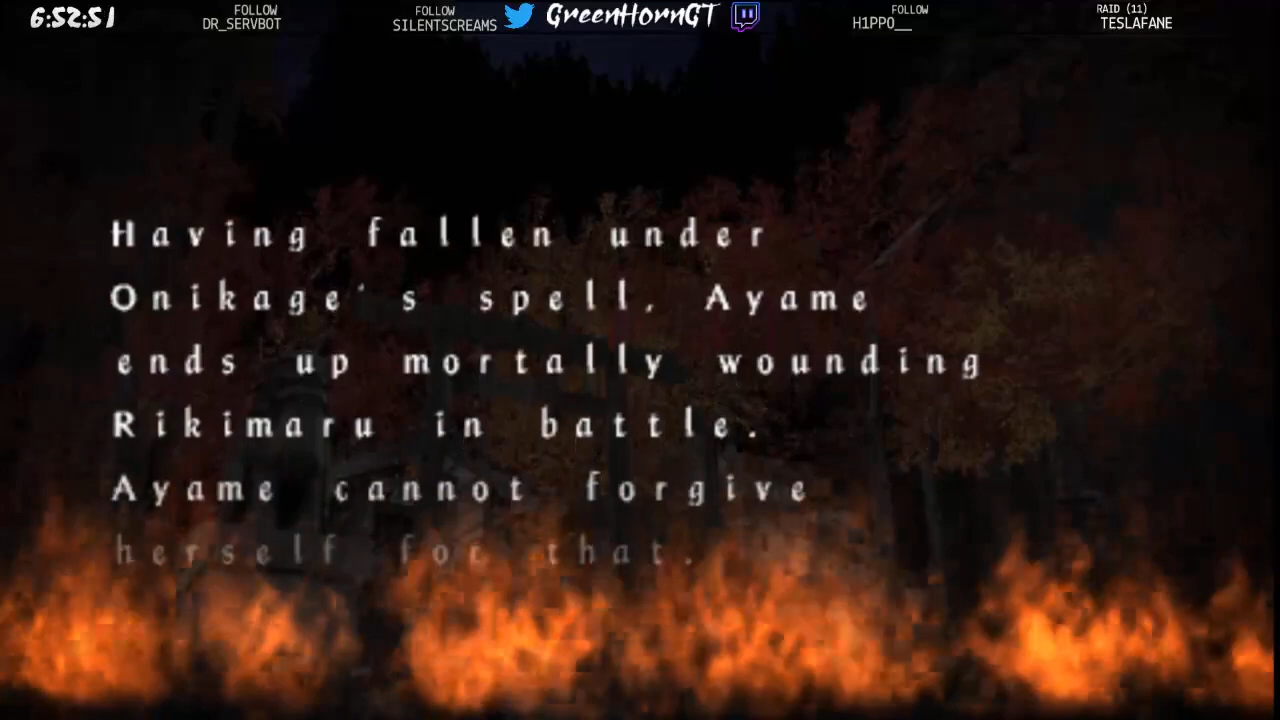 6:52:51
FOLLOW
DR_SERVBOT
FOLLOW
SILENTSCREAMS
GreenHornGT
FOLLOW
H1PPO__
RAID (11)
TESLAFANE
Having fallen under
Onikage's spell, Ayame
ends up mortally wounding
Rikimaru in battle.
Ayame cannot forgive
herself for that.